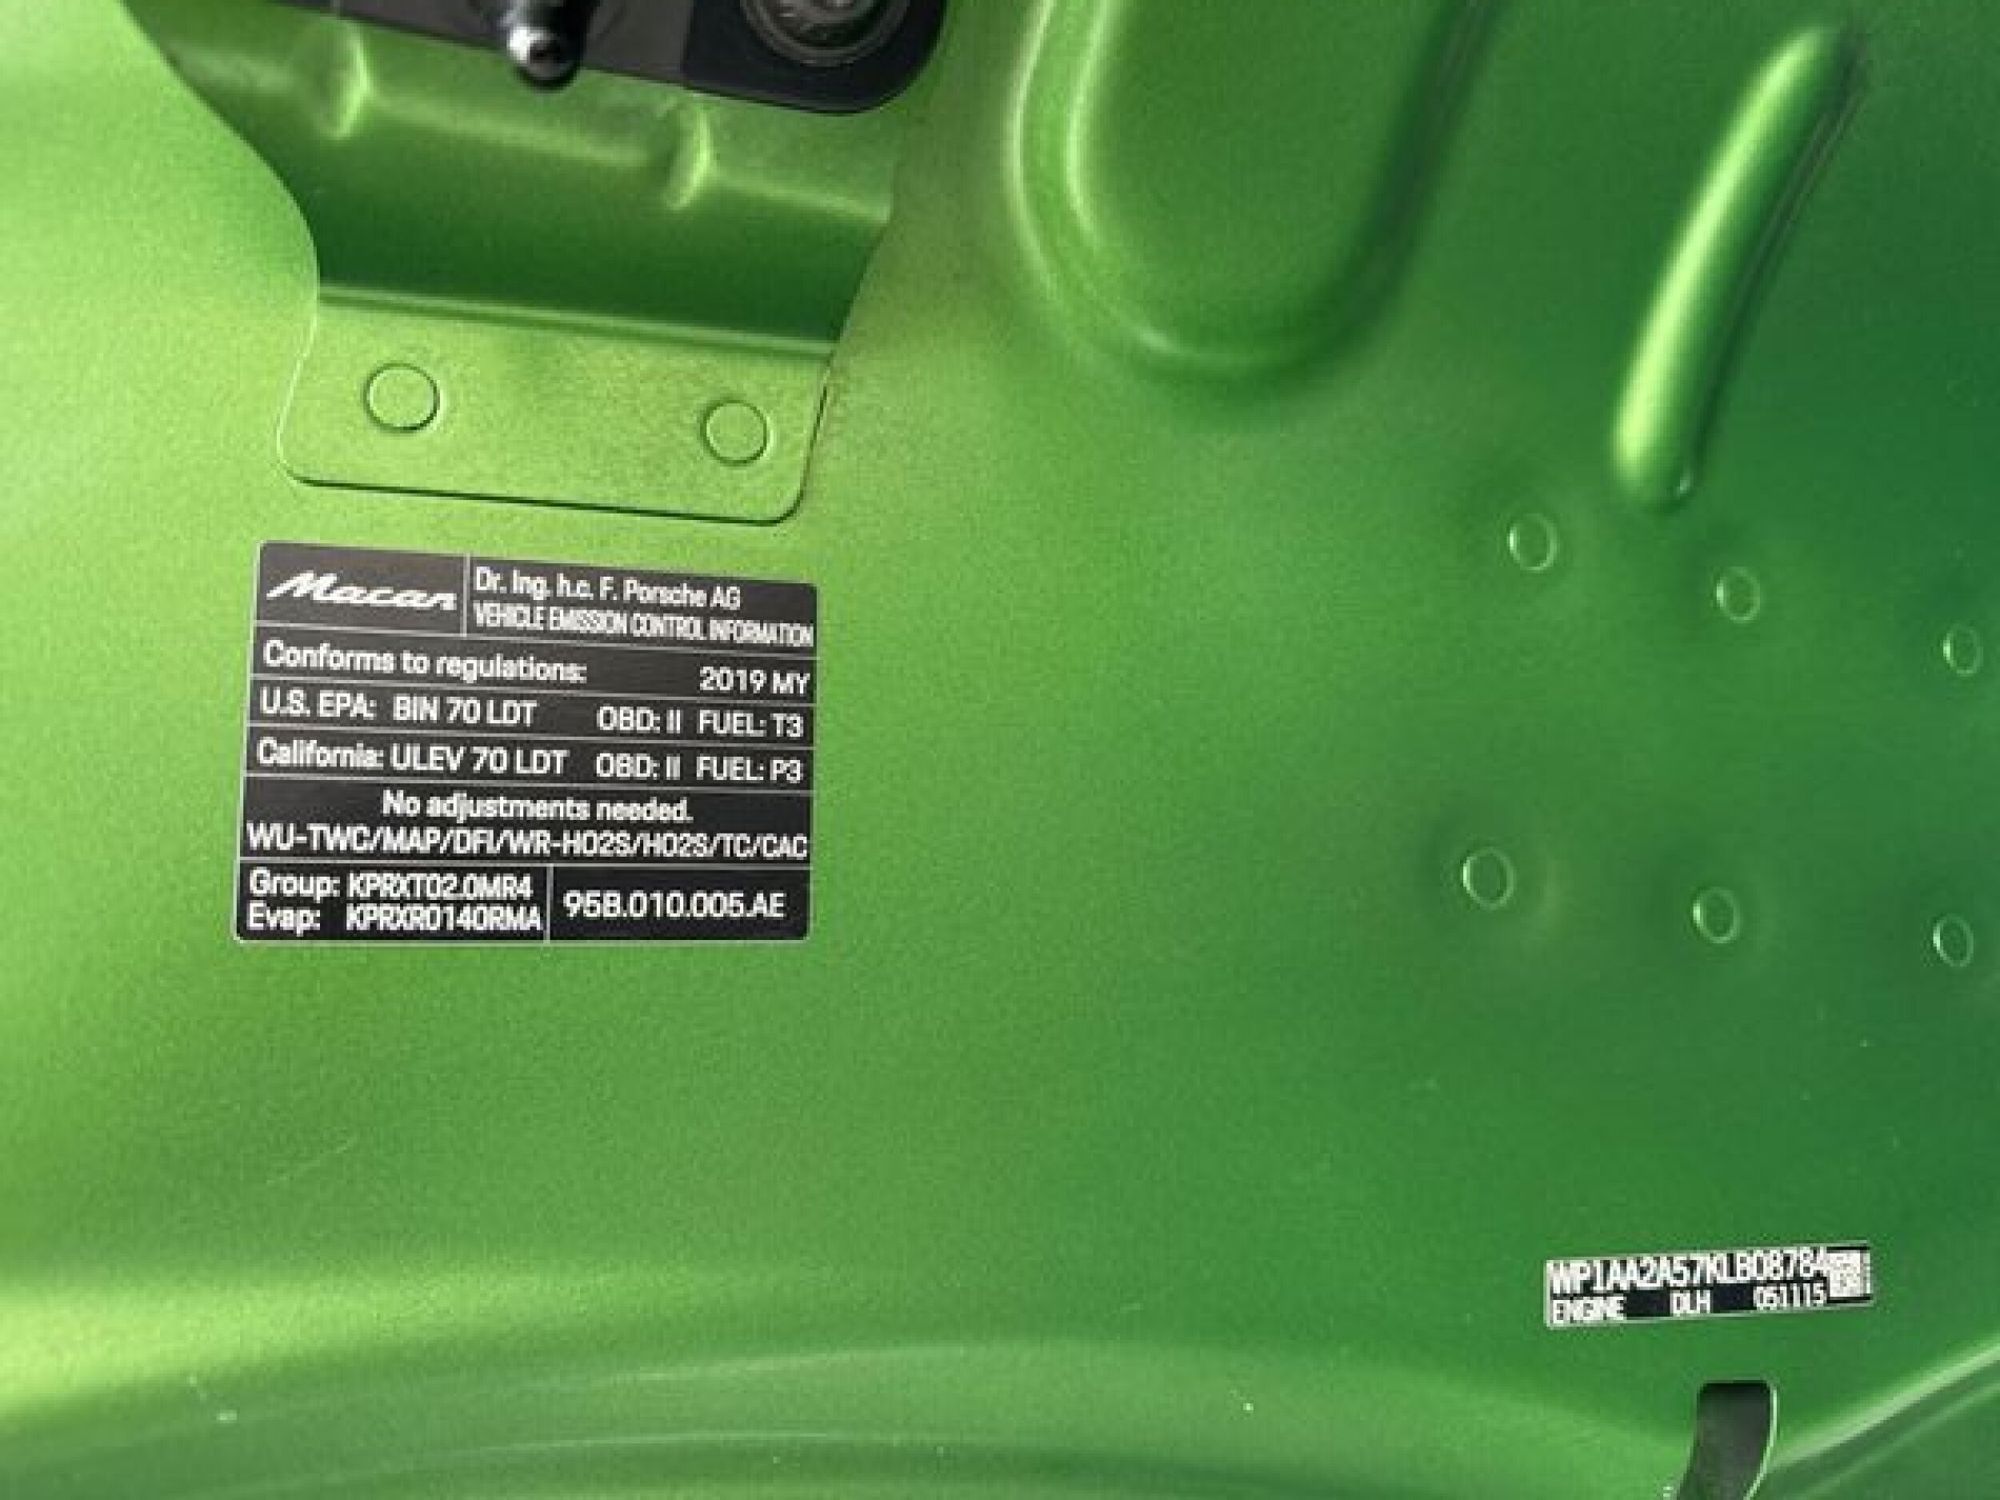 Macan
Dr. Ing. h.c. F. Porsche AG
VEHICLE EMISSION CONTROL INFORMATION
Conforms to regulations: 2019 MY
U.S. EPA: BIN 70 LDT OBD: II FUEL: T3
California: ULEV 70 LDT OBD: II FUEL: P3
No adjustments needed.
WU-TWC/MAP/DFI/WR-HO2S/HO2S/TC/CAC
Group: KPRXT02.0MR4
Evap: KPRXR0140RMA
95B.010.005.AE
WP1AA2A57KLB08784
ENGINE DLH 051115